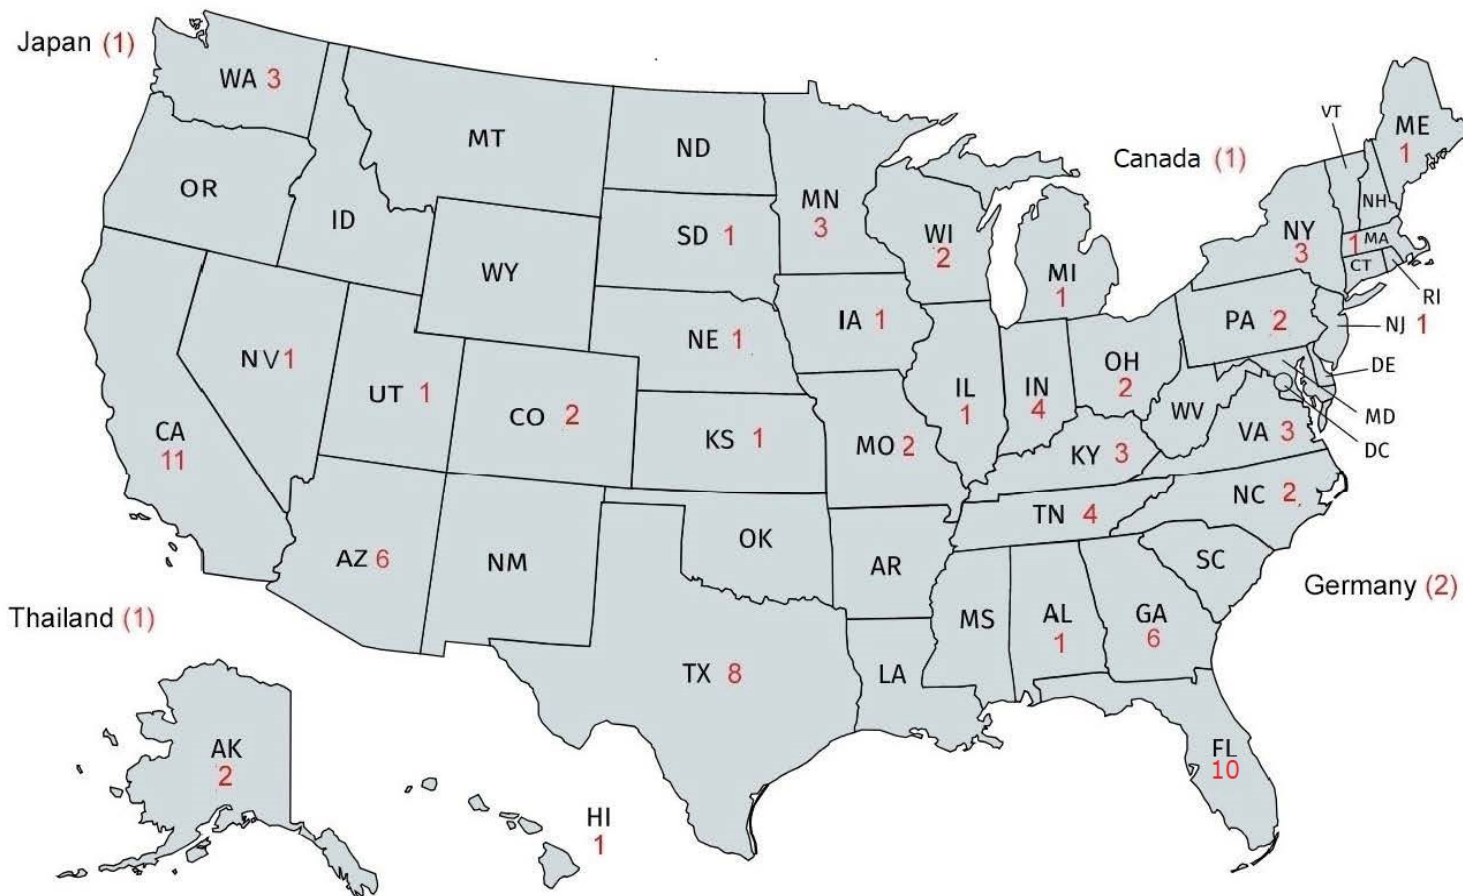 Japan (1)
WA 3
MT
ND
VT
ME
1
Canada (1)
OR
ID
MN
3
NH
SD 1
WI
2
NY
3
1 MA
WY
MI
1
CT
RI
IA 1
PA 2
NJ 1
NE 1
NV 1
OH
2
DE
UT 1
CO 2
IL
1
IN
4
WV
MD
CA
11
KS 1
MO 2
KY 3
VA 3
DC
NC 2
TN 4
OK
AZ 6
NM
AR
SC
Germany (2)
Thailand (1)
MS
AL
1
GA
6
TX 8
LA
AK
2
FL
10
HI
1